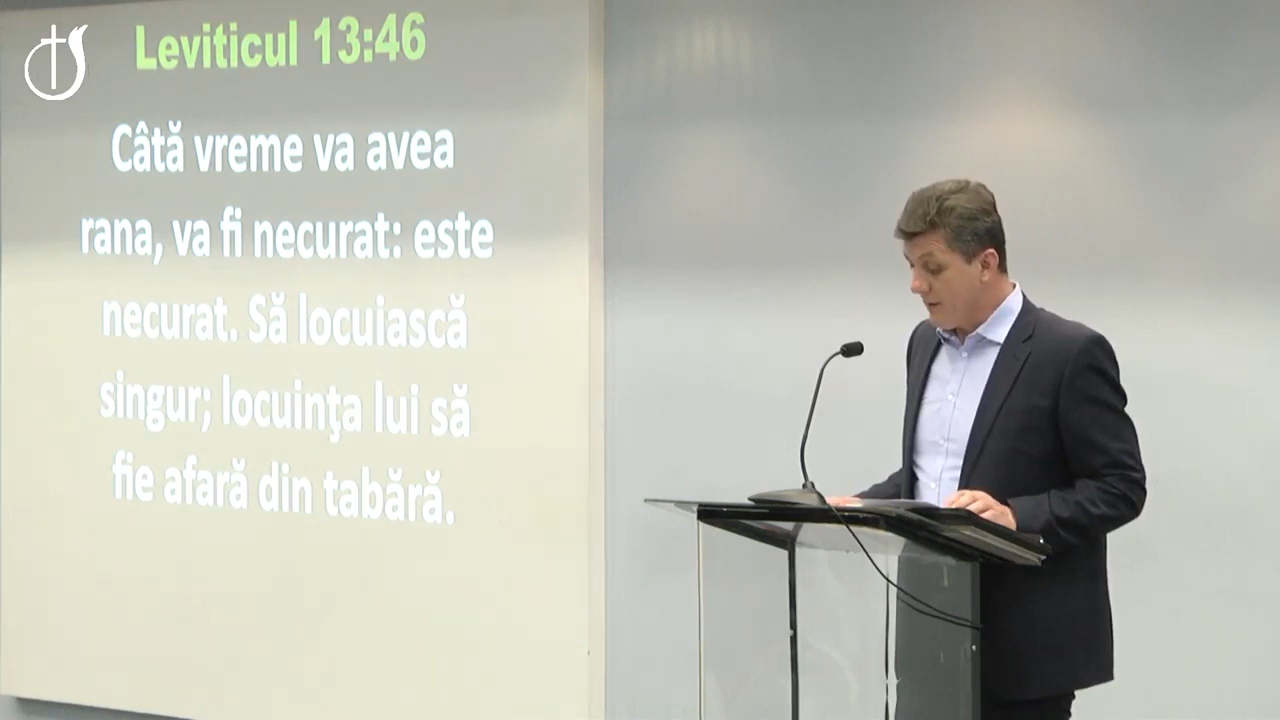 Leviticul 13:46
Câtă vreme va avea
rana, va fi necurat: este
necurat. Să locuiască
singur; locuinţa lui să
fie afară din tabără.